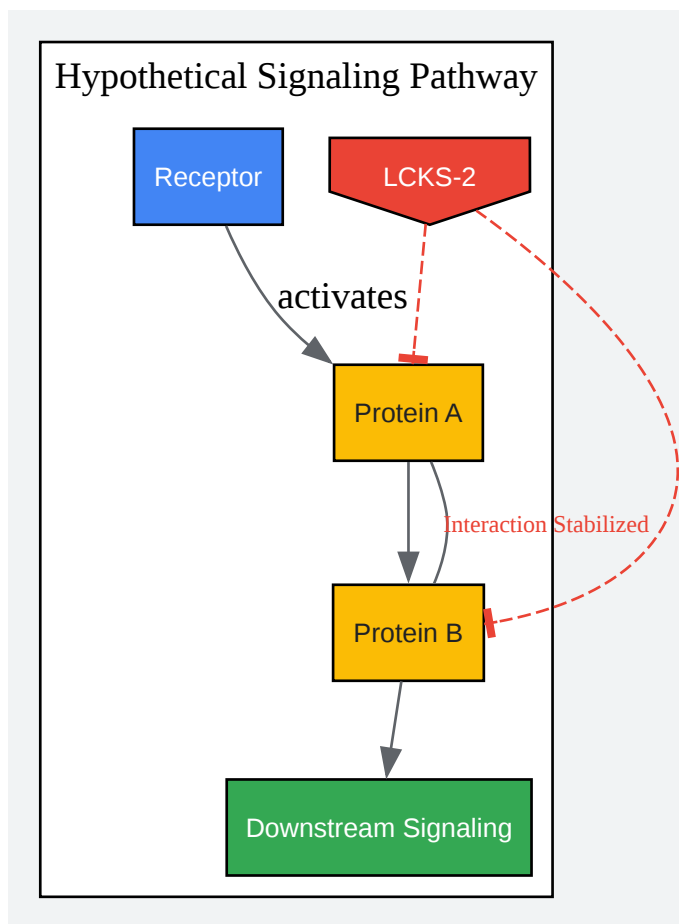 Hypothetical Signaling Pathway
Receptor
LCKS-2
activates
Protein A
Interaction Stabilized
Protein B
Downstream Signaling